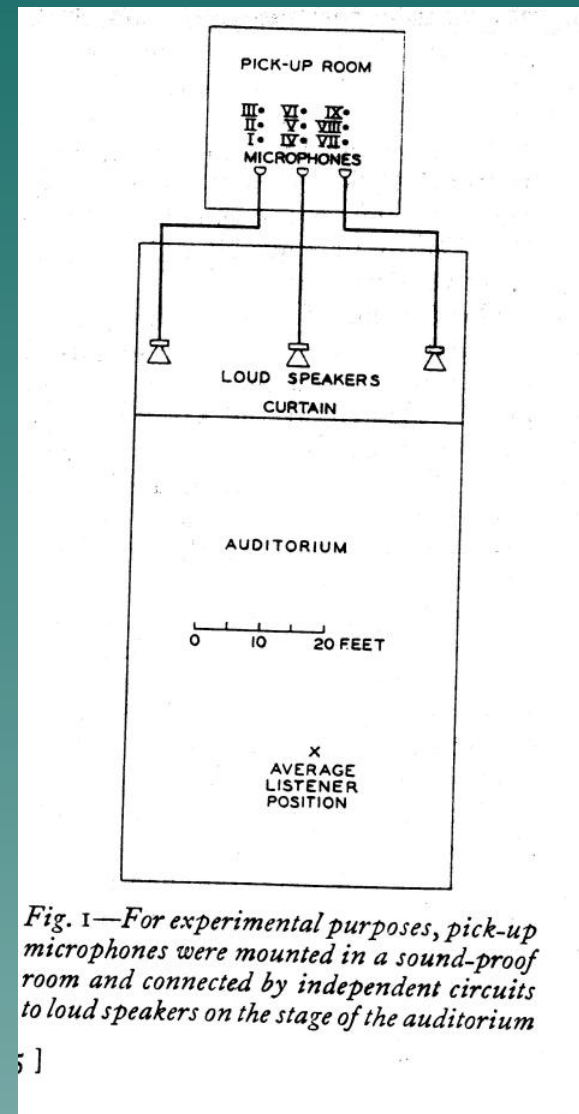 PICK-UP ROOM
III• VI• IX•
II• V• VIII•
I• IV• VII•
MICROPHONES
LOUD SPEAKERS
CURTAIN
AUDITORIUM
0 10 20 FEET
X
AVERAGE
LISTENER
POSITION
Fig. 1—For experimental purposes, pick-up
microphones were mounted in a sound-proof
room and connected by independent circuits
to loud speakers on the stage of the auditorium
5 ]